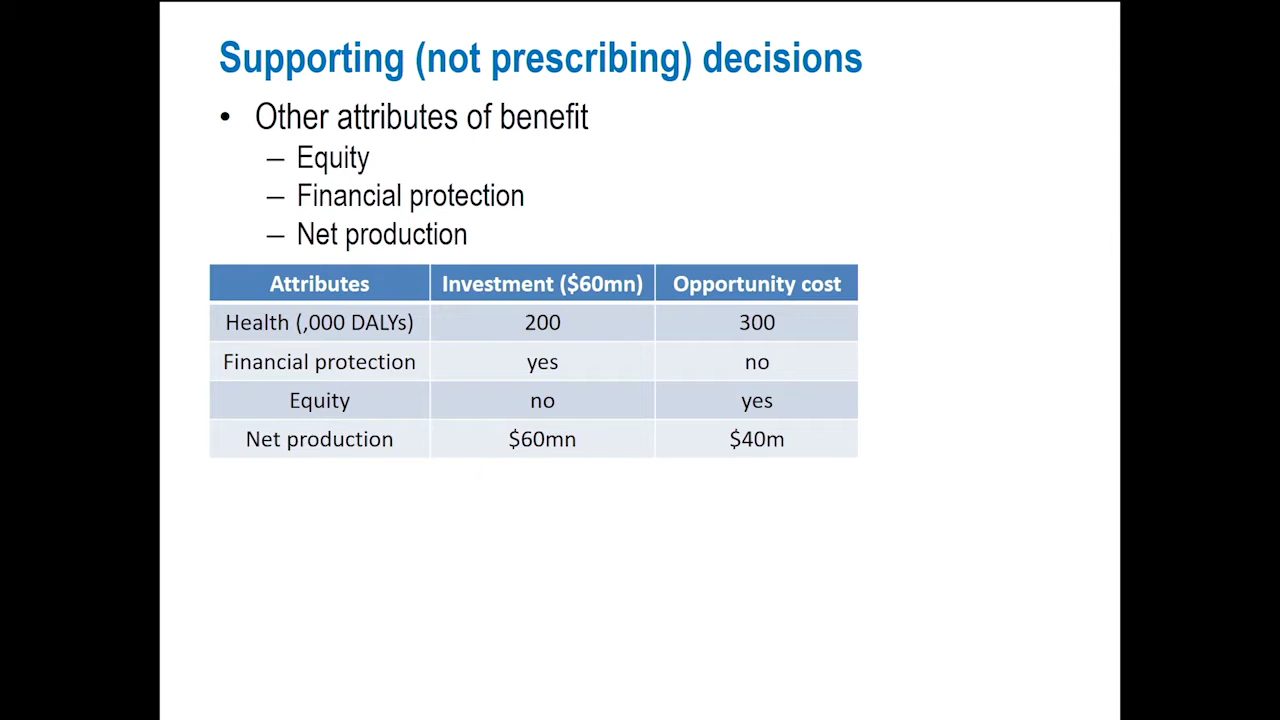 Supporting (not prescribing) decisions
• Other attributes of benefit
– Equity
– Financial protection
– Net production
Attributes Investment ($60mn) Opportunity cost
Health (,000 DALYs) 200 300
Financial protection yes no
Equity no yes
Net production $60mn $40m